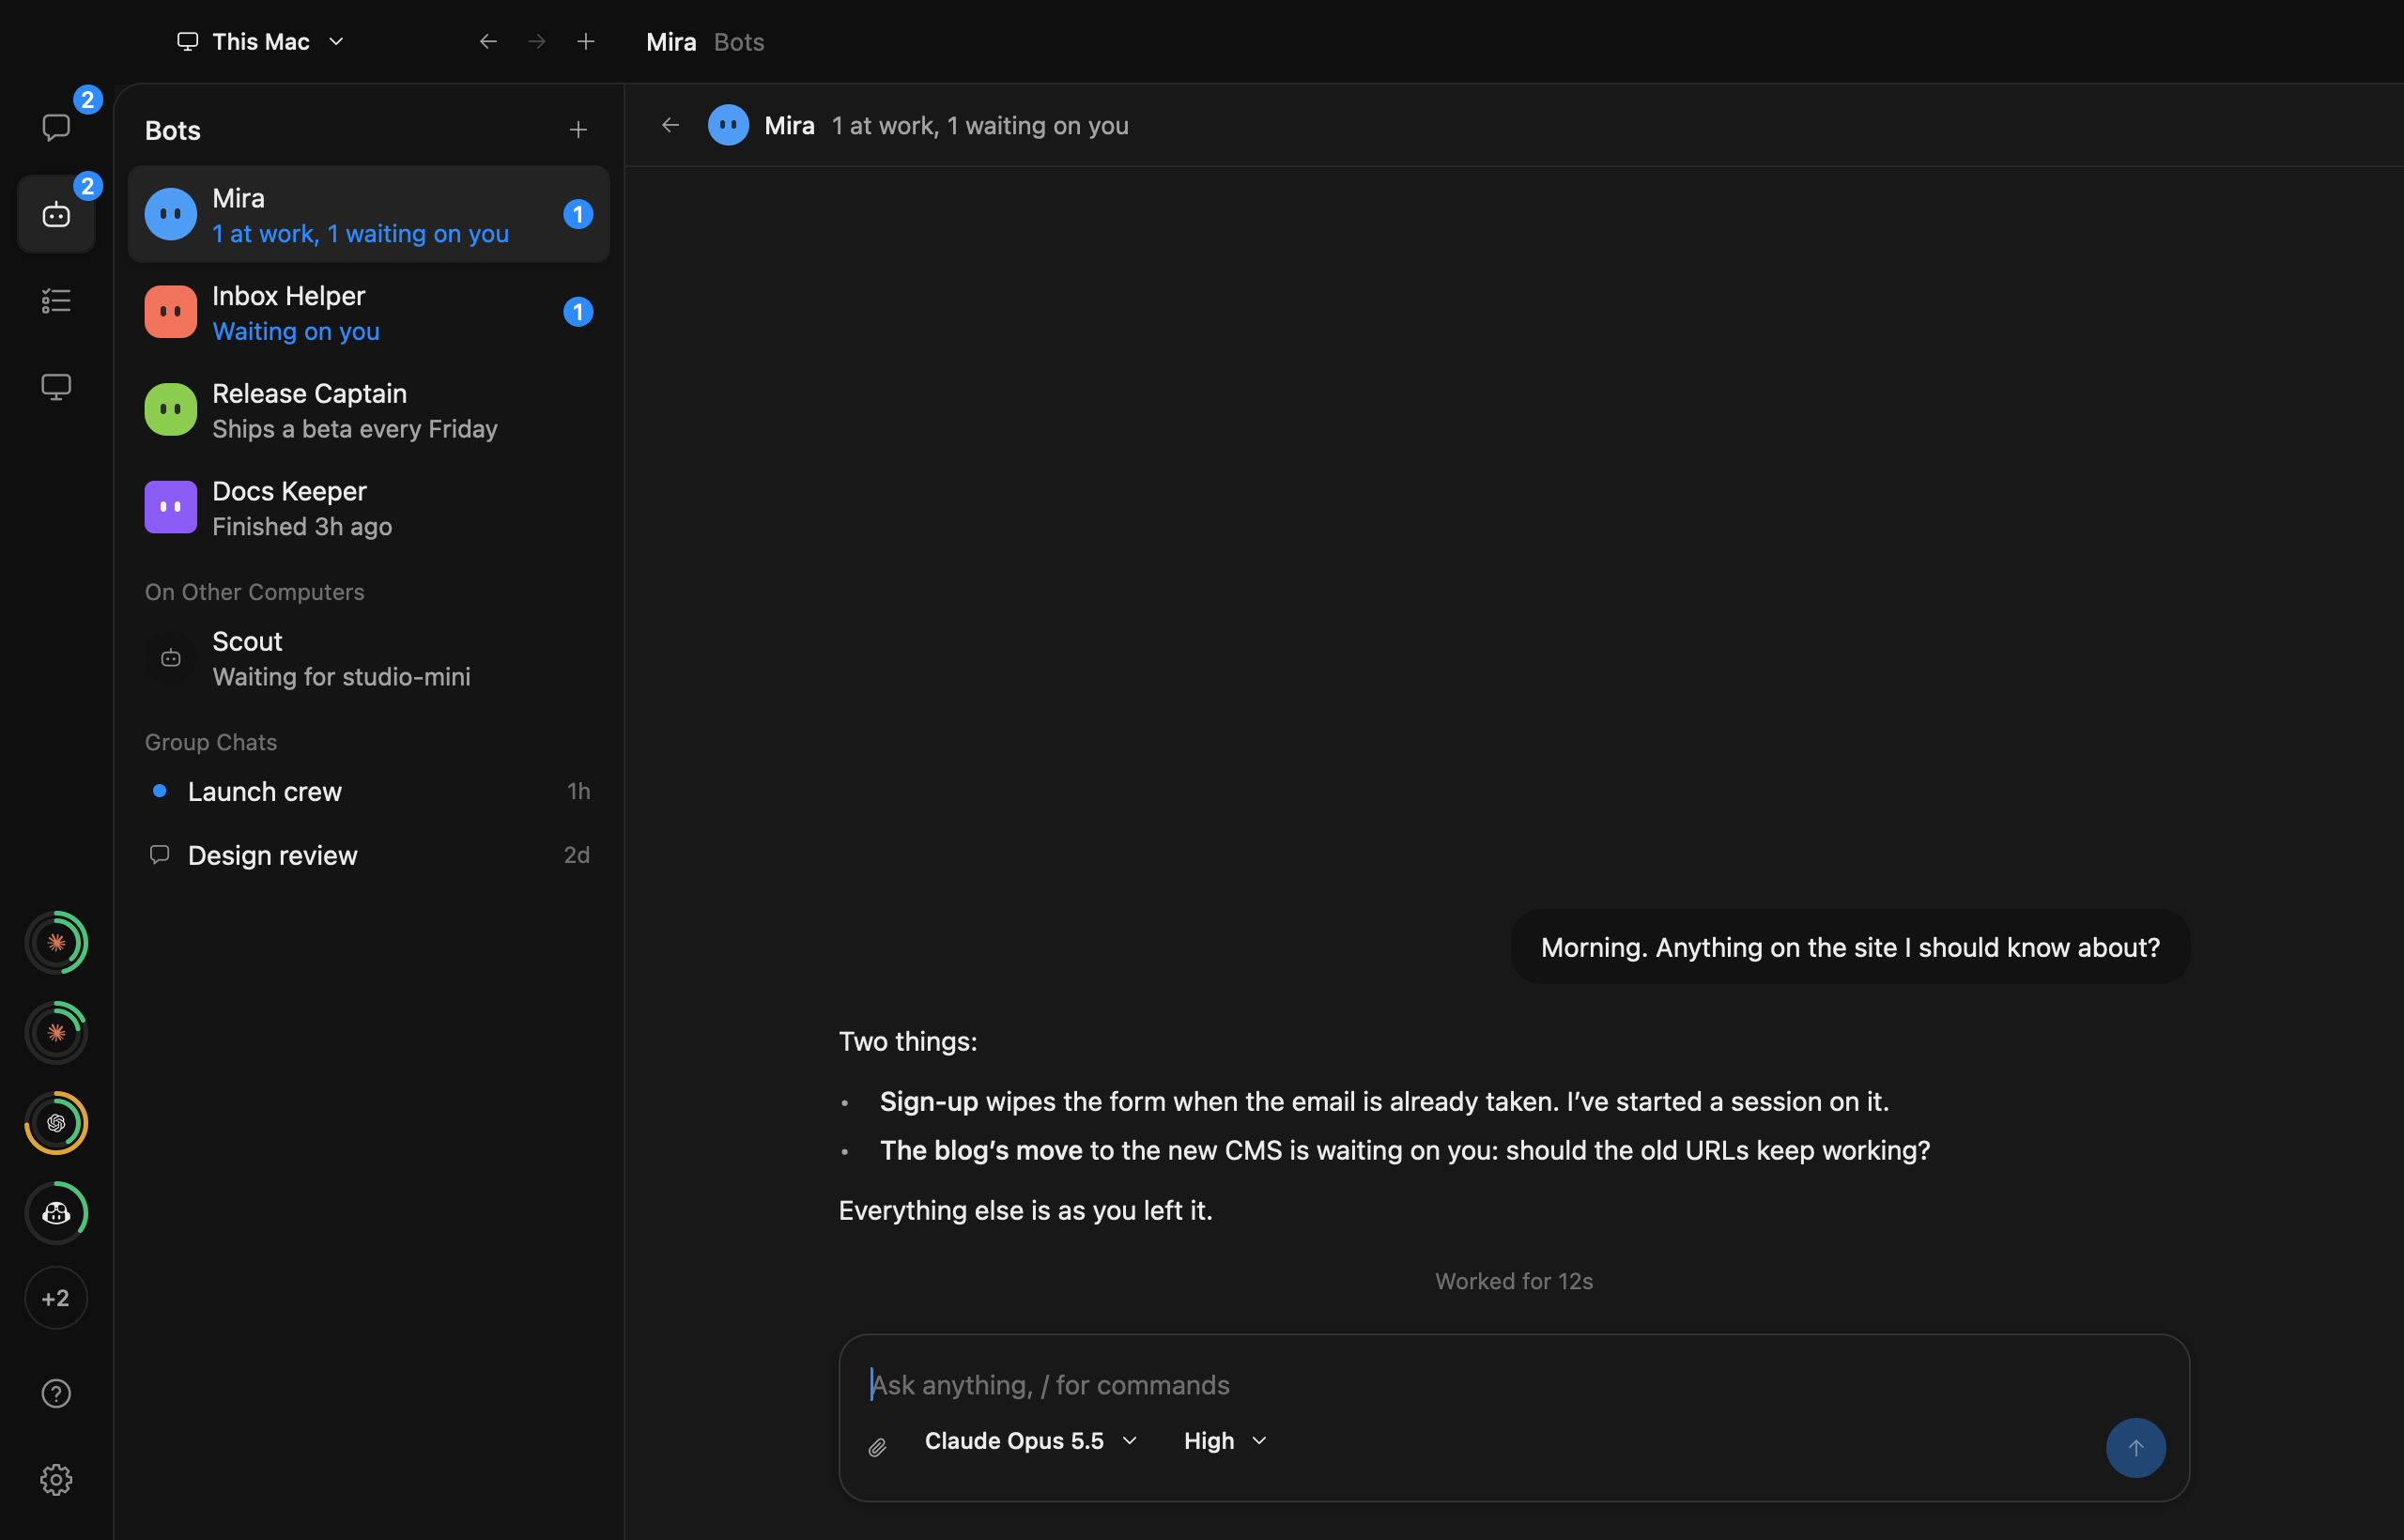 This Mac
Mira Bots
2
2
Bots
Mira
1 at work, 1 waiting on you
1
Inbox Helper
Waiting on you
1
Release Captain
Ships a beta every Friday
Docs Keeper
Finished 3h ago
On Other Computers
Scout
Waiting for studio-mini
Group Chats
Launch crew 1h
Design review 2d
+2
Mira 1 at work, 1 waiting on you
Morning. Anything on the site I should know about?
Two things:
• Sign-up wipes the form when the email is already taken. I’ve started a session on it.
• The blog’s move to the new CMS is waiting on you: should the old URLs keep working?
Everything else is as you left it.
Worked for 12s
Ask anything, / for commands
Claude Opus 5.5 High